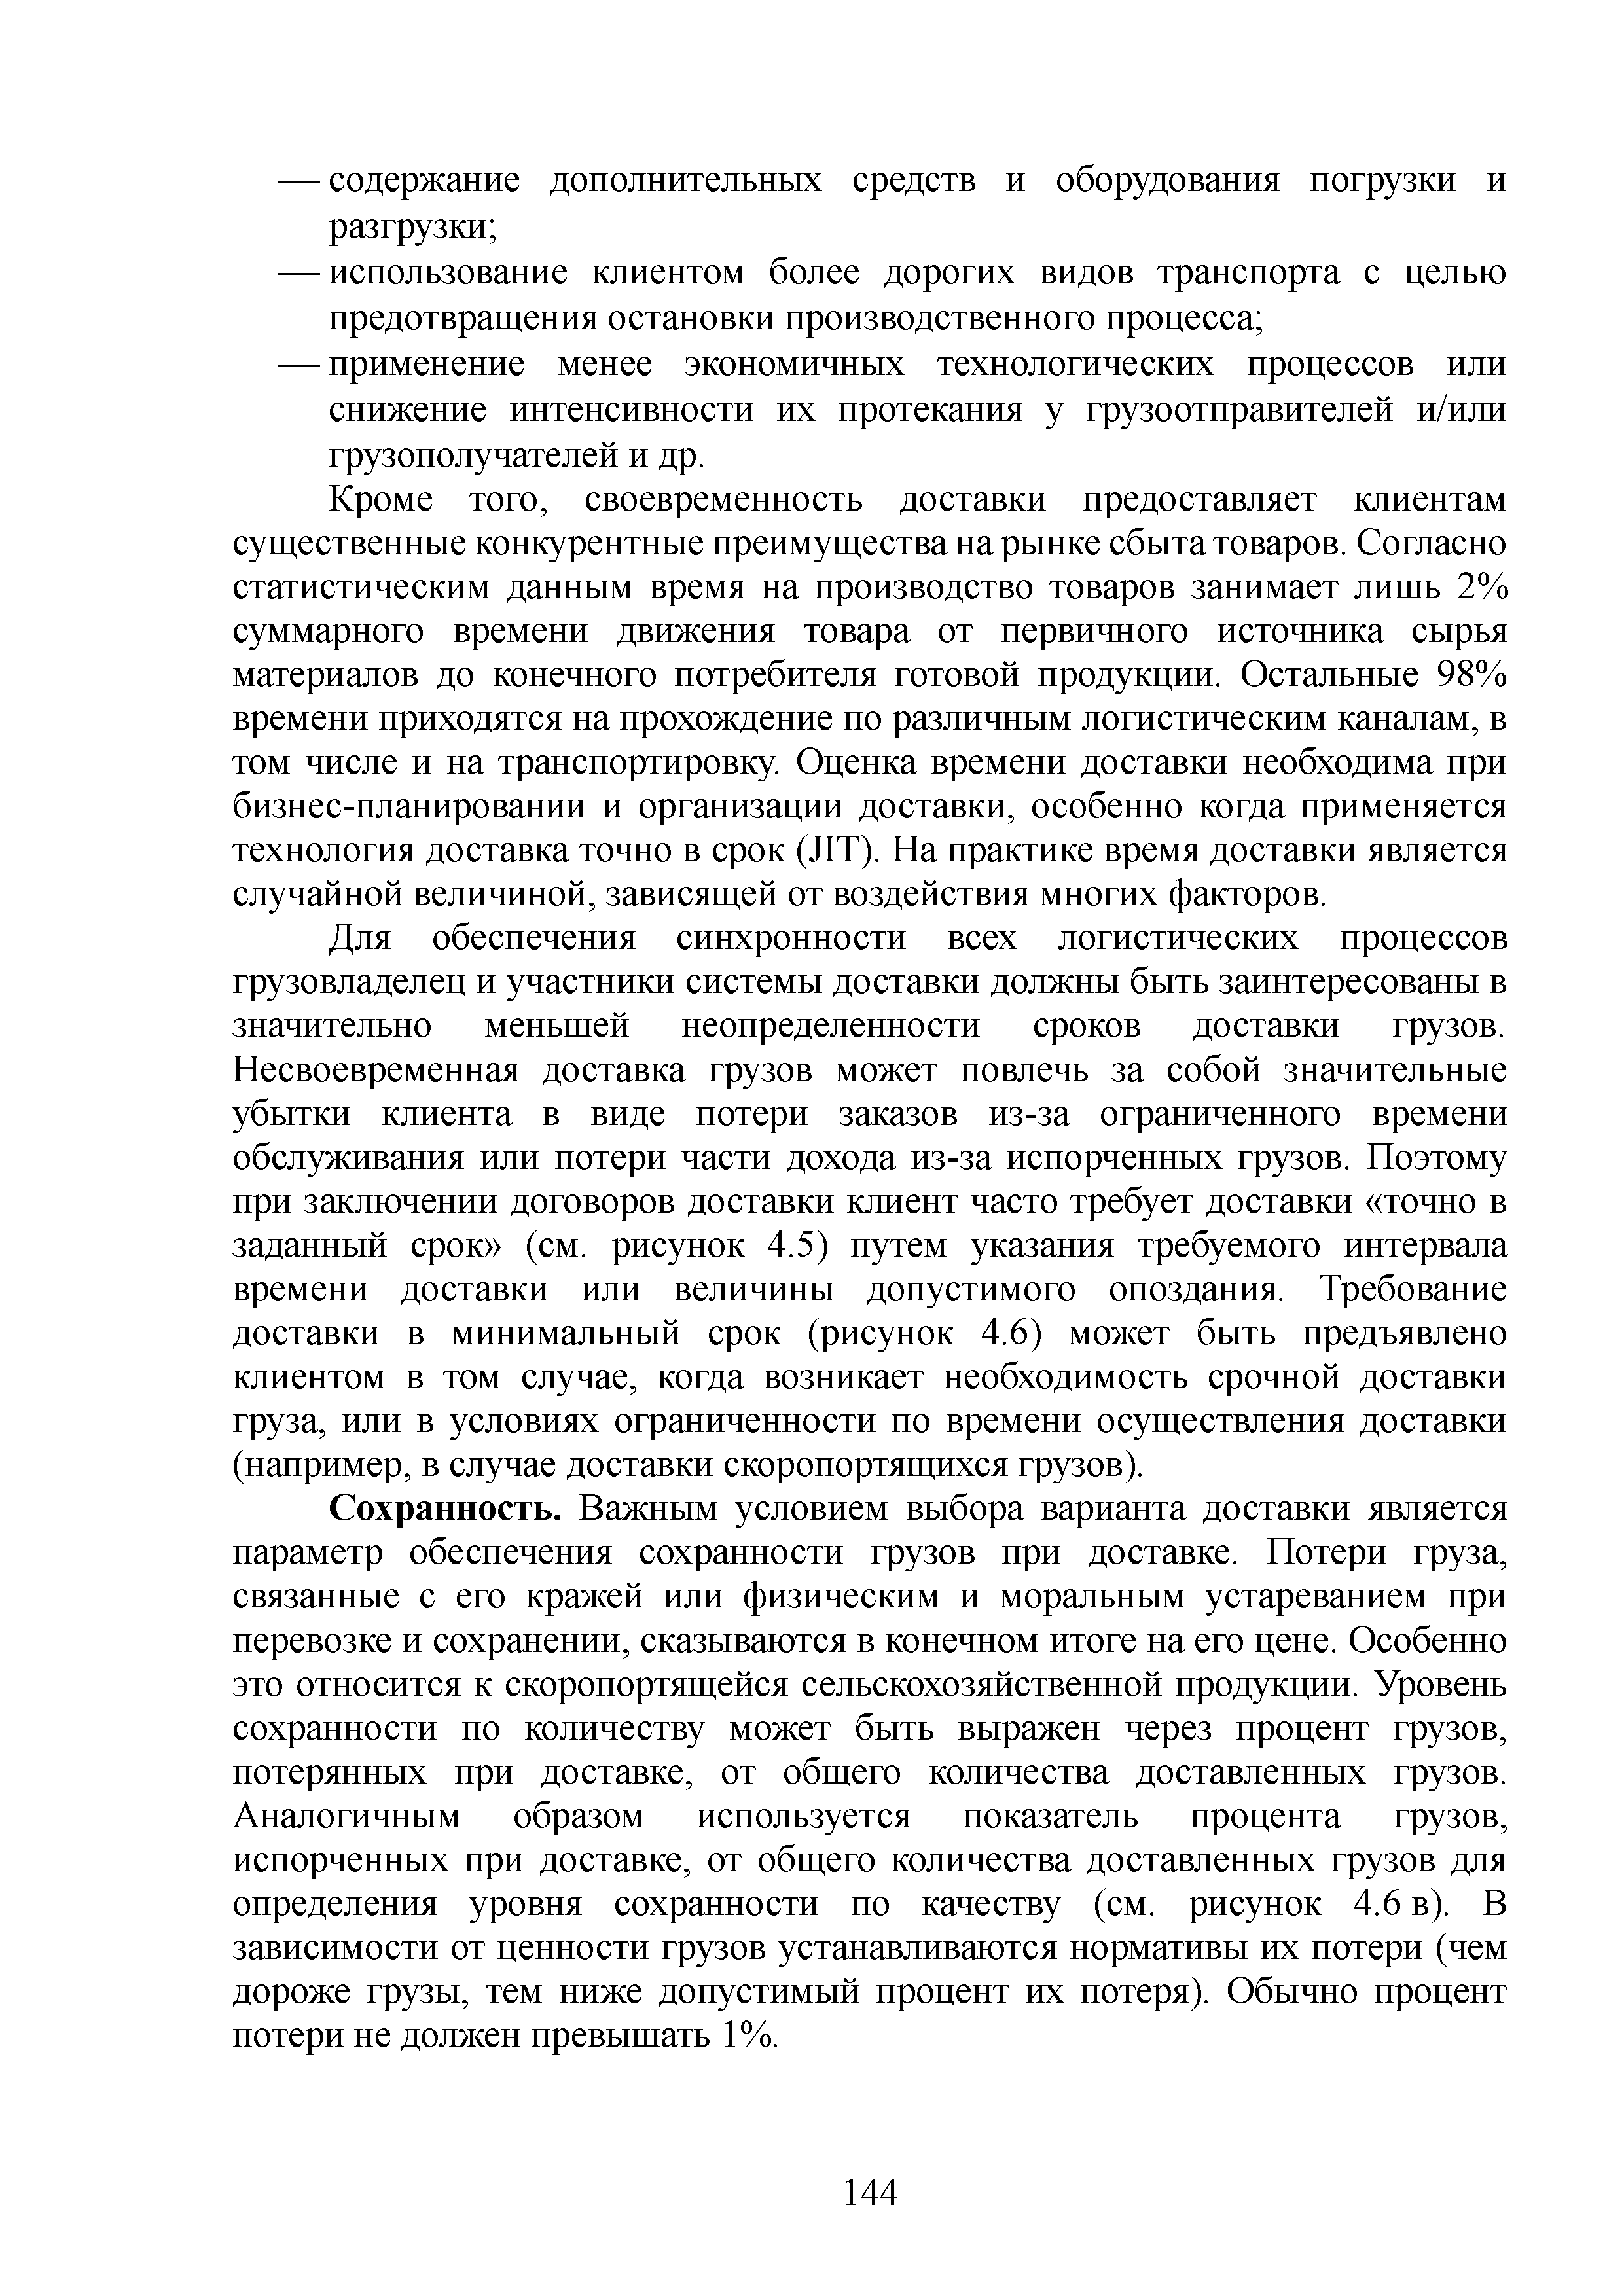 — содержание дополнительных средств и оборудования погрузки и
разгрузки;
— использование клиентом более дорогих видов транспорта с целью
предотвращения остановки производственного процесса;
— применение менее экономичных технологических процессов или
снижение интенсивности их протекания у грузоотправителей и/или
грузополучателей и др.
Кроме того, своевременность доставки предоставляет клиентам
существенные конкурентные преимущества на рынке сбыта товаров. Согласно
статистическим данным время на производство товаров занимает лишь 2%
суммарного времени движения товара от первичного источника сырья
материалов до конечного потребителя готовой продукции. Остальные 98%
времени приходятся на прохождение по различным логистическим каналам, в
том числе и на транспортировку. Оценка времени доставки необходима при
бизнес-планировании и организации доставки, особенно когда применяется
технология доставка точно в срок (JIT). На практике время доставки является
случайной величиной, зависящей от воздействия многих факторов.
Для обеспечения синхронности всех логистических процессов
грузовладелец и участники системы доставки должны быть заинтересованы в
значительно меньшей неопределенности сроков доставки грузов.
Несвоевременная доставка грузов может повлечь за собой значительные
убытки клиента в виде потери заказов из-за ограниченного времени
обслуживания или потери части дохода из-за испорченных грузов. Поэтому
при заключении договоров доставки клиент часто требует доставки «точно в
заданный срок» (см. рисунок 4.5) путем указания требуемого интервала
времени доставки или величины допустимого опоздания. Требование
доставки в минимальный срок (рисунок 4.6) может быть предъявлено
клиентом в том случае, когда возникает необходимость срочной доставки
груза, или в условиях ограниченности по времени осуществления доставки
(например, в случае доставки скоропортящихся грузов).
Сохранность. Важным условием выбора варианта доставки является
параметр обеспечения сохранности грузов при доставке. Потери груза,
связанные с его кражей или физическим и моральным устареванием при
перевозке и сохранении, сказываются в конечном итоге на его цене. Особенно
это относится к скоропортящейся сельскохозяйственной продукции. Уровень
сохранности по количеству может быть выражен через процент грузов,
потерянных при доставке, от общего количества доставленных грузов.
Аналогичным образом используется показатель процента грузов,
испорченных при доставке, от общего количества доставленных грузов для
определения уровня сохранности по качеству (см. рисунок 4.6 в). В
зависимости от ценности грузов устанавливаются нормативы их потери (чем
дороже грузы, тем ниже допустимый процент их потеря). Обычно процент
потери не должен превышать 1%.
144